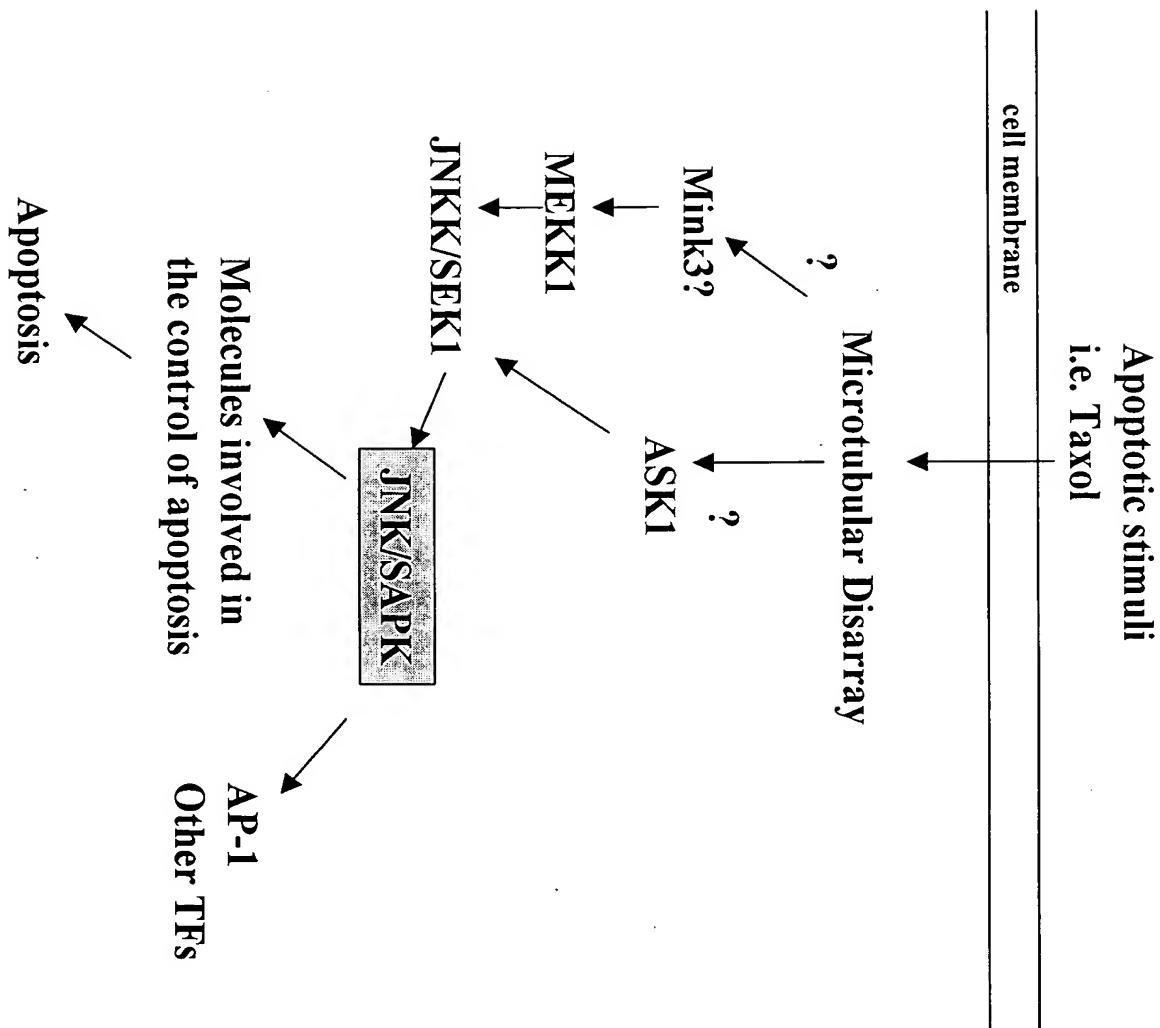 Apoptotic stimuli
i.e. Taxol
cell membrane
Microtubular Disarray
?
?
Mink3?
ASK1
MEKK1
JNKK/SEK1
JNK/SAPK
Molecules involved in
the control of apoptosis
AP-1
Other TFs
Apoptosis